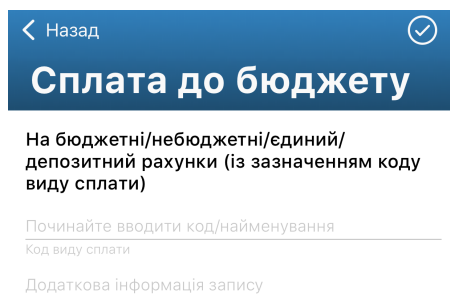 Назад
Сплата до бюджету
На бюджетні/небюджетні/єдиний/
депозитний рахунки (із зазначенням коду
виду сплати)
Починайте вводити код/найменування
Код виду сплати
Додаткова інформація запису